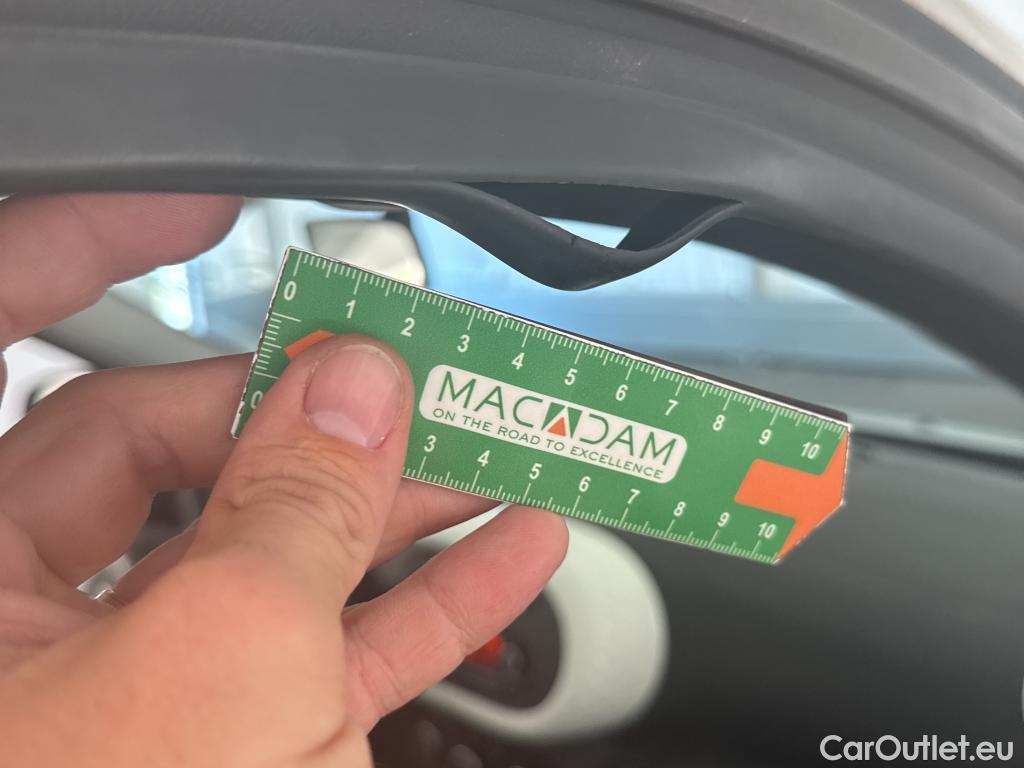 0 1 2 3 4 5 6 7 8 9 10
MACADAM
ON THE ROAD TO EXCELLENCE
0 3 4 5 6 7 8 9 10
CarOutlet.eu